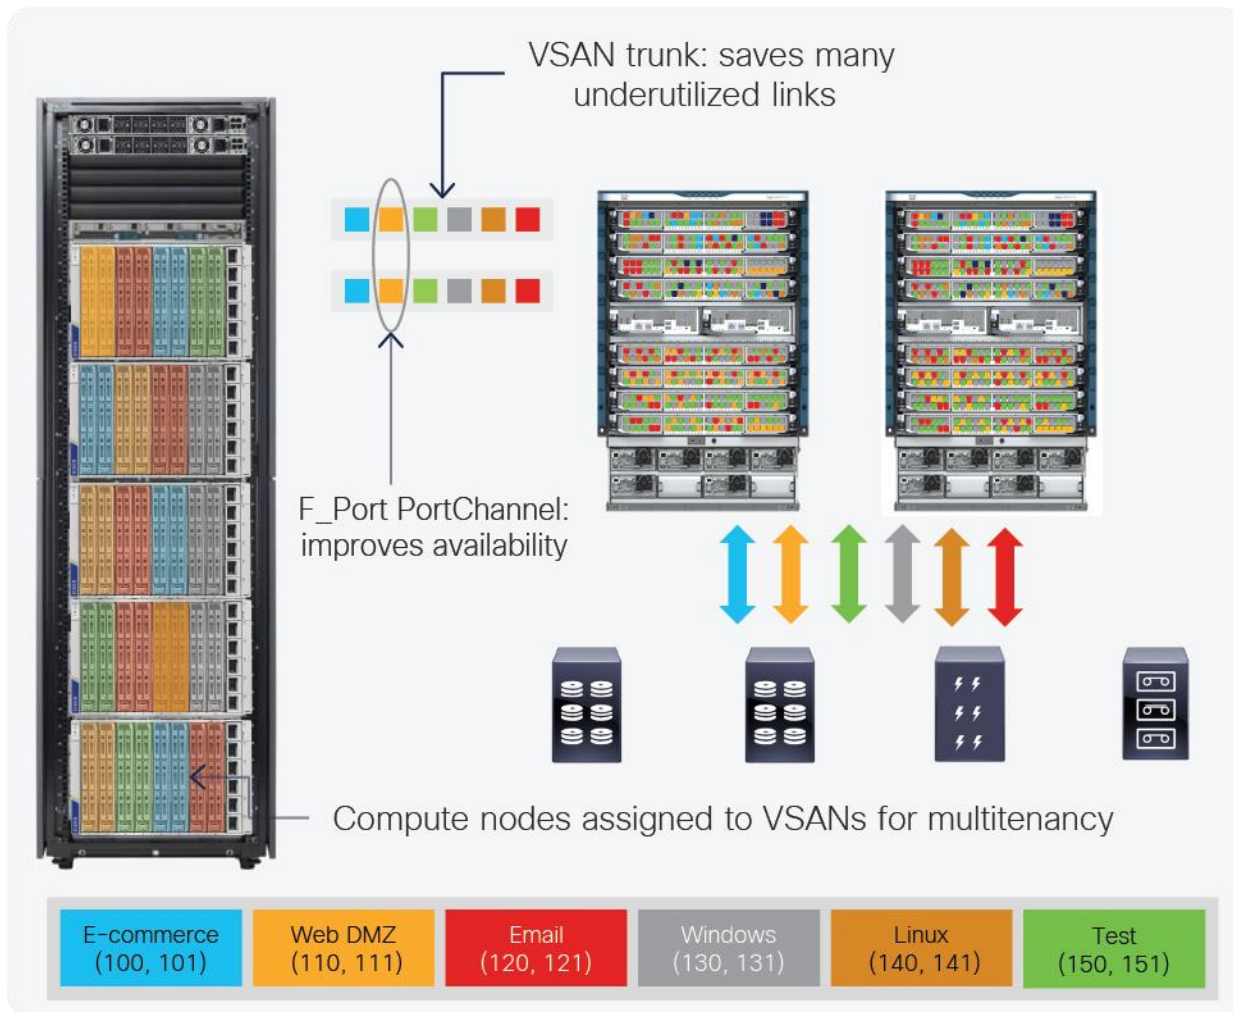 VSAN trunk: saves many
underutilized links
F_Port PortChannel:
improves availability
Compute nodes assigned to VSANs for multitenancy
E-commerce
(100, 101)
Web DMZ
(110, 111)
Email
(120, 121)
Windows
(130, 131)
Linux
(140, 141)
Test
(150, 151)